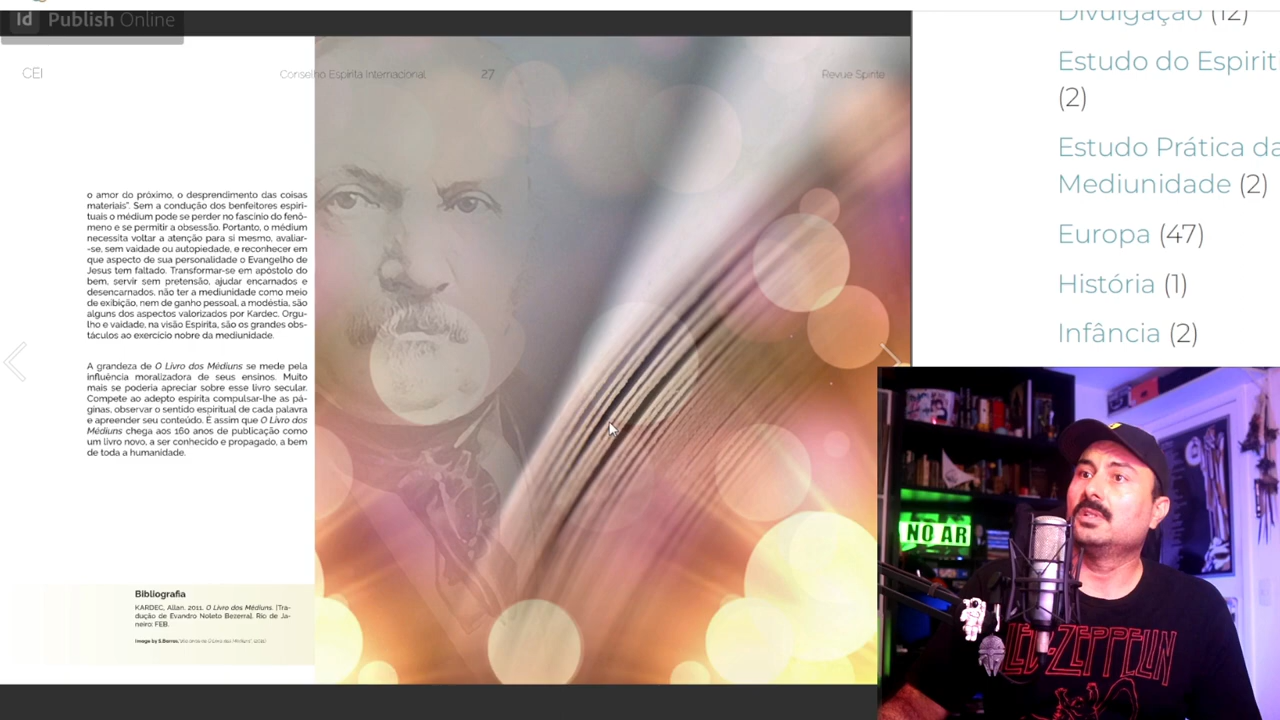 Id Publish Online
CEI
Conselho Espírita Internacional
27
Revue Spirite
o amor do próximo, o desprendimento das coisas
materiais”. Sem a condução dos benfeitores espiri-
tuais o médium pode se perder no fascínio do fenô-
meno e se permitir a obsessão. Portanto, o médium
necessita voltar a atenção para si mesmo, avaliar-
-se, sem vaidade ou autopiedade, e reconhecer em
que aspecto de sua personalidade o Evangelho de
Jesus tem faltado. Transformar-se em apóstolo do
bem, servir sem pretensão, ajudar encarnados e
desencarnados, não ter a mediunidade como meio
de exibição, nem de ganho pessoal, a modéstia, são
alguns dos aspectos valorizados por Kardec. Orgu-
lho e vaidade, na visão Espírita, são os grandes obs-
táculos ao exercício nobre da mediunidade.
A grandeza de O Livro dos Médiuns se mede pela
influência moralizadora de seus ensinos. Muito
mais se poderia apreciar sobre esse livro secular.
Compete ao adepto espírita compulsar-lhe as pá-
ginas, observar o sentido espiritual de cada palavra
e apreender seu conteúdo. E assim que O Livro dos
Médiuns chega aos 160 anos de publicação como
um livro novo, a ser conhecido e propagado, a bem
de toda a humanidade.
Bibliografia
KARDEC, Allan. 2011. O Livro dos Médiuns. [Tra-
dução de Evandro Noleto Bezerra]. Rio de Ja-
neiro: FEB.
Image by S.Barros,
Divulgação (12)
Estudo do Espirit
(2)
Estudo Prática da
Mediunidade (2)
Europa (47)
História (1)
Infância (2)
NO AR
LED-ZEPPELIN